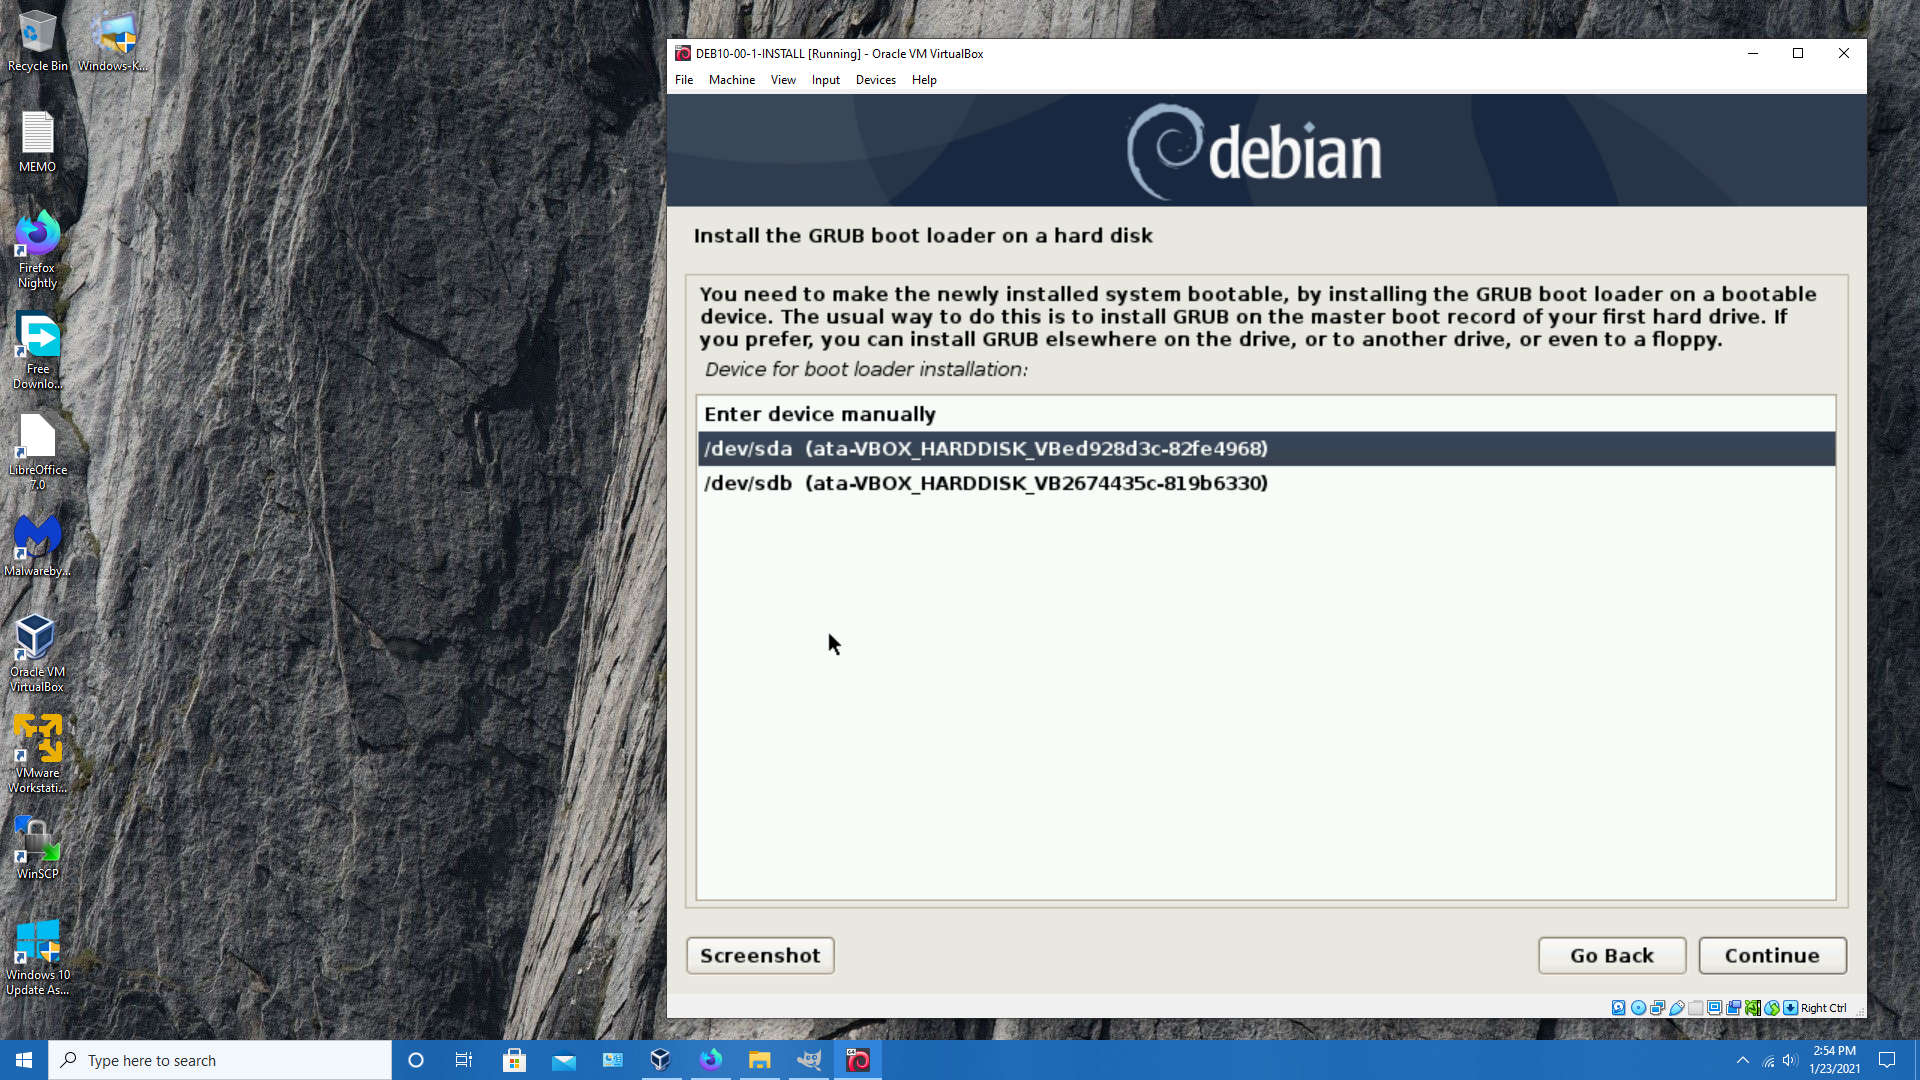 Recycle Bin
Windows-K...
MEMO
Firefox
Nightly
Free
Downlo...
LibreOffice
7.0
Malwareby...
Oracle VM
VirtualBox
VMware
Workstati...
WinSCP
Windows 10
Update As...
DEB10-00-1-INSTALL [Running] - Oracle VM VirtualBox
File Machine View Input Devices Help
debian
Install the GRUB boot loader on a hard disk
You need to make the newly installed system bootable, by installing the GRUB boot loader on a bootable
device. The usual way to do this is to install GRUB on the master boot record of your first hard drive. If
you prefer, you can install GRUB elsewhere on the drive, or to another drive, or even to a floppy.
Device for boot loader installation:
Enter device manually
/dev/sda (ata-VBOX_HARDDISK_VBed928d3c-82fe4968)
/dev/sdb (ata-VBOX_HARDDISK_VB2674435c-819b6330)
Screenshot
Go Back
Continue
Right Ctrl
Type here to search
64
2:54 PM
1/23/2021